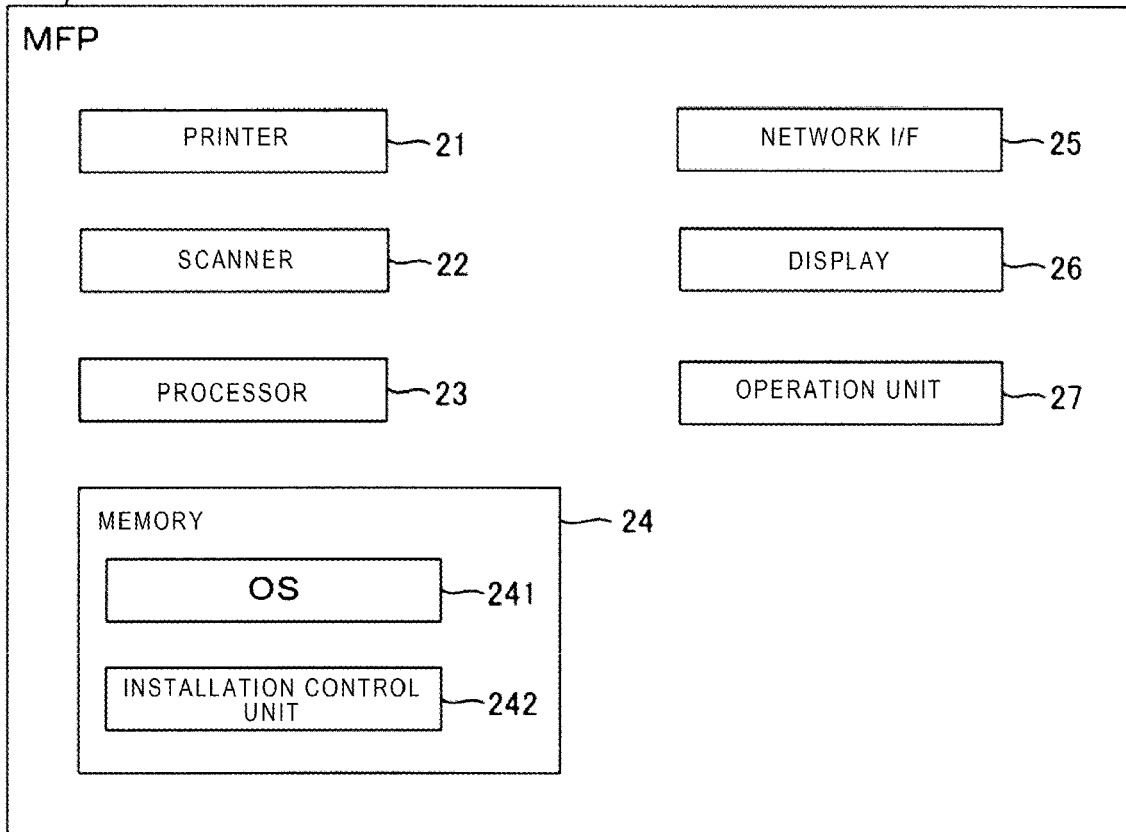 MFP
PRINTER 21
NETWORK I/F 25
SCANNER 22
DISPLAY 26
PROCESSOR 23
OPERATION UNIT 27
MEMORY 24
OS 241
INSTALLATION CONTROL
UNIT 242